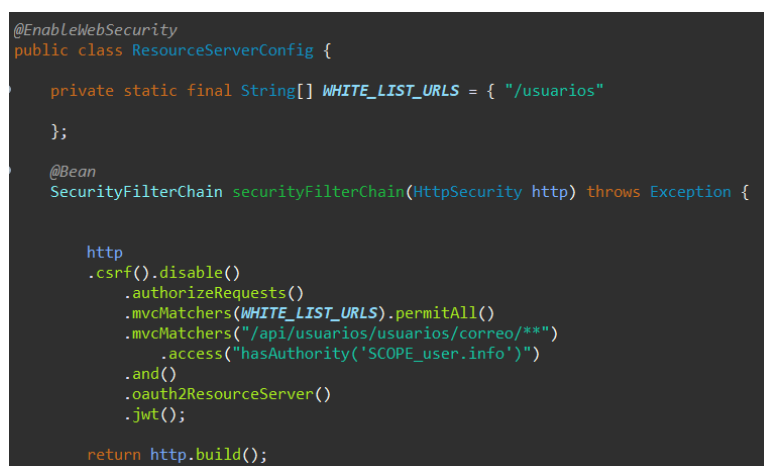 @EnableWebSecurity
public class ResourceServerConfig {
private static final String[] WHITE_LIST_URLS = { "/usuarios"
};
@Bean
SecurityFilterChain securityFilterChain(HttpSecurity http) throws Exception {
http
.csrf().disable()
.authorizeRequests()
.mvcMatchers(WHITE_LIST_URLS).permitAll()
.mvcMatchers("/api/usuarios/usuarios/correo/**")
.access("hasAuthority('SCOPE_user.info')")
.and()
.oauth2ResourceServer()
.jwt();
return http.build();